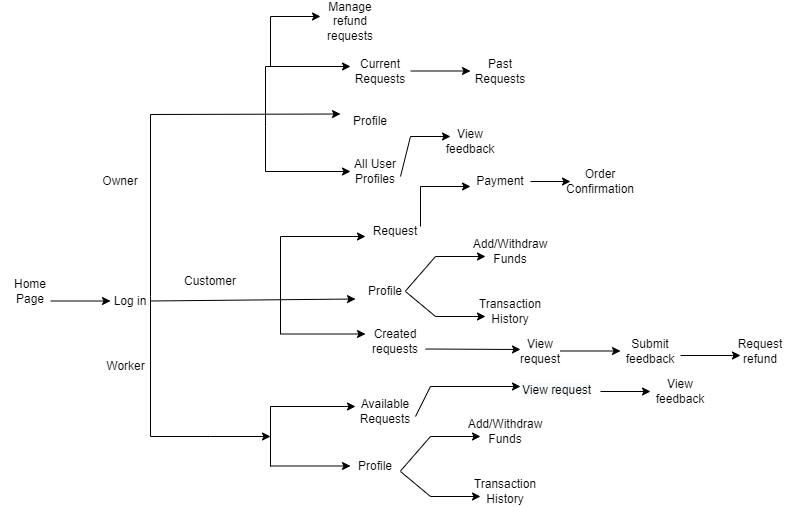 Manage
refund
requests
Current
Requests
Past
Requests
Profile
All User
Profiles
View
feedback
Owner
Payment
Order
Confirmation
Request
Add/Withdraw
Funds
Customer
Home
Page
Log in
Profile
Transaction
History
Created
requests
View
request
Submit
feedback
Request
refund
Worker
Available
Requests
View request
View
feedback
Add/Withdraw
Funds
Profile
Transaction
History